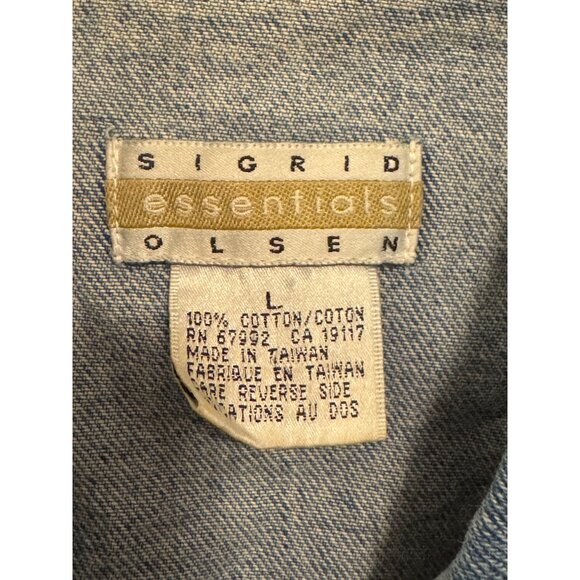 SIGRID
essentials
OLSEN
L
100% COTTON/COTON
RN 67992 CA 19117
MADE IN TAIWAN
FABRIQUE EN TAIWAN
REVERSE SIDE
AU DOS